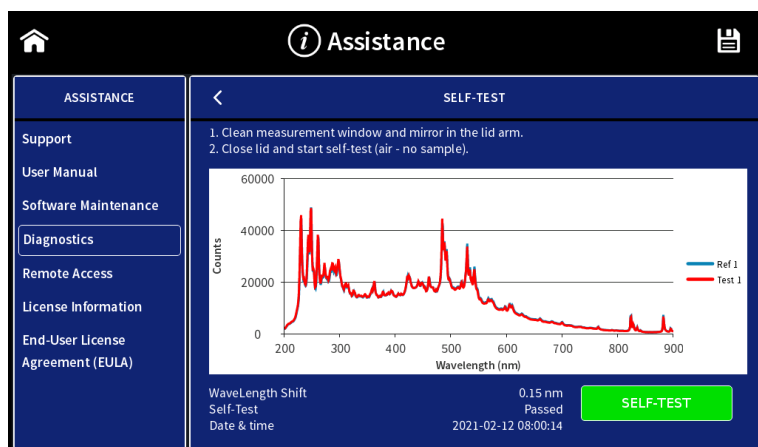 Assistance
ASSISTANCE
Support
User Manual
Software Maintenance
Diagnostics
Remote Access
License Information
End-User License
Agreement (EULA)
SELF-TEST
1. Clean measurement window and mirror in the lid arm.
2. Close lid and start self-test (air - no sample).
60000
40000
20000
0
Counts
200 300 400 500 600 700 800 900
Wavelength (nm)
Ref 1
Test 1
WaveLength Shift 0.15 nm
Self-Test Passed
Date & time 2021-02-12 08:00:14
SELF-TEST